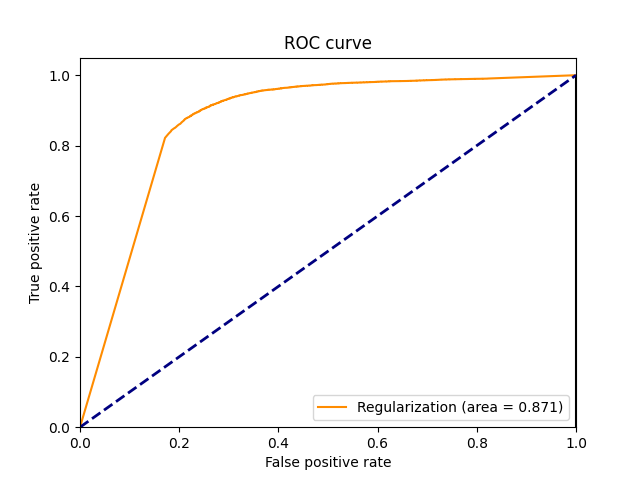 ROC curve
True positive rate
1.0
0.8
0.6
0.4
0.2
0.0
Regularization (area = 0.871)
0.0 0.2 0.4 0.6 0.8 1.0
False positive rate